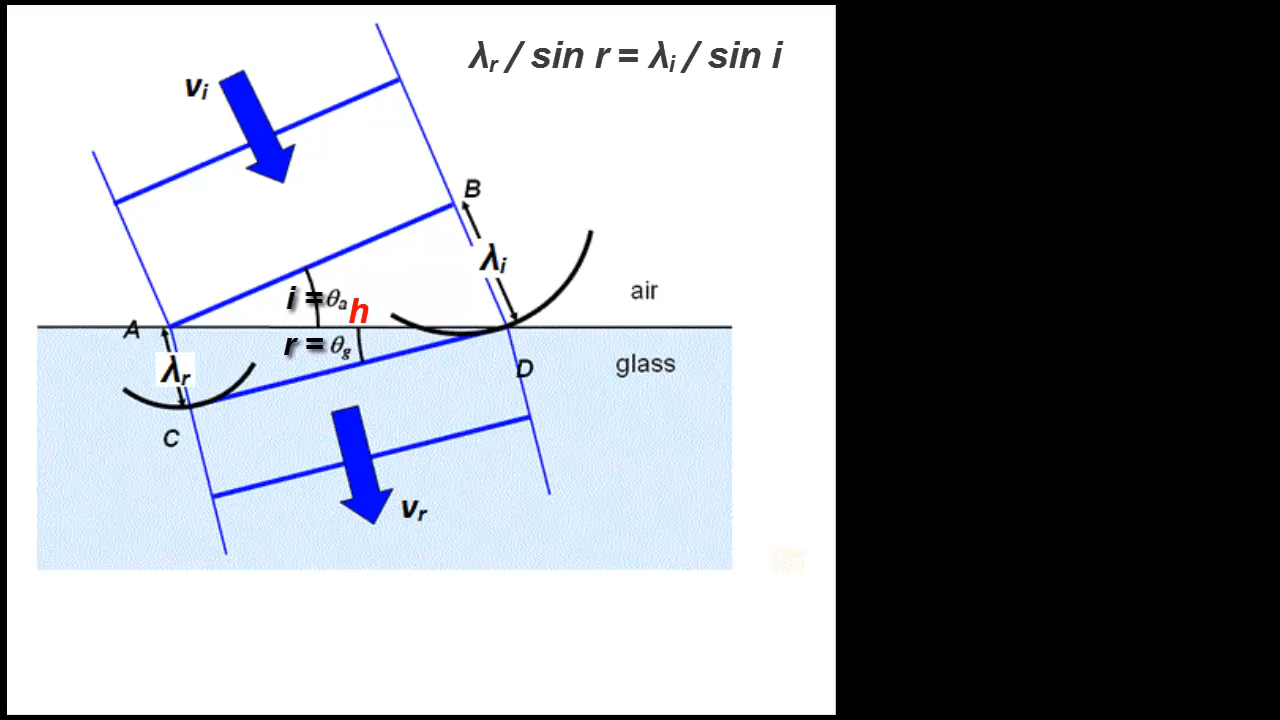 λr / sin r = λi / sin i
vi
B
λi
air
i = θa
h
A
r = θg
glass
λr
D
C
vr